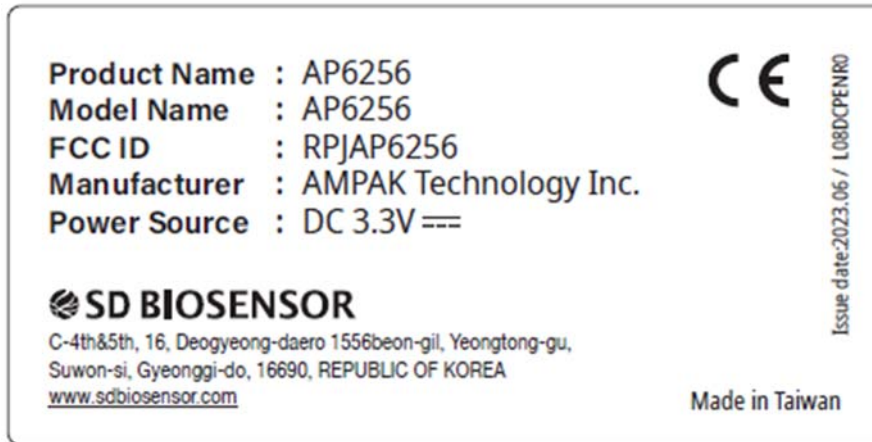 Product Name : AP6256
Model Name : AP6256
FCC ID : RPJAP6256
Manufacturer : AMPAK Technology Inc.
Power Source : DC 3.3V
CE
Issue date:2023.06 / L08DCPENR0
SD BIOSENSOR
C-4th&5th, 16, Deogyeong-daero 1556beon-gil, Yeongtong-gu,
Suwon-si, Gyeonggi-do, 16690, REPUBLIC OF KOREA
www.sdbiosensor.com
Made in Taiwan